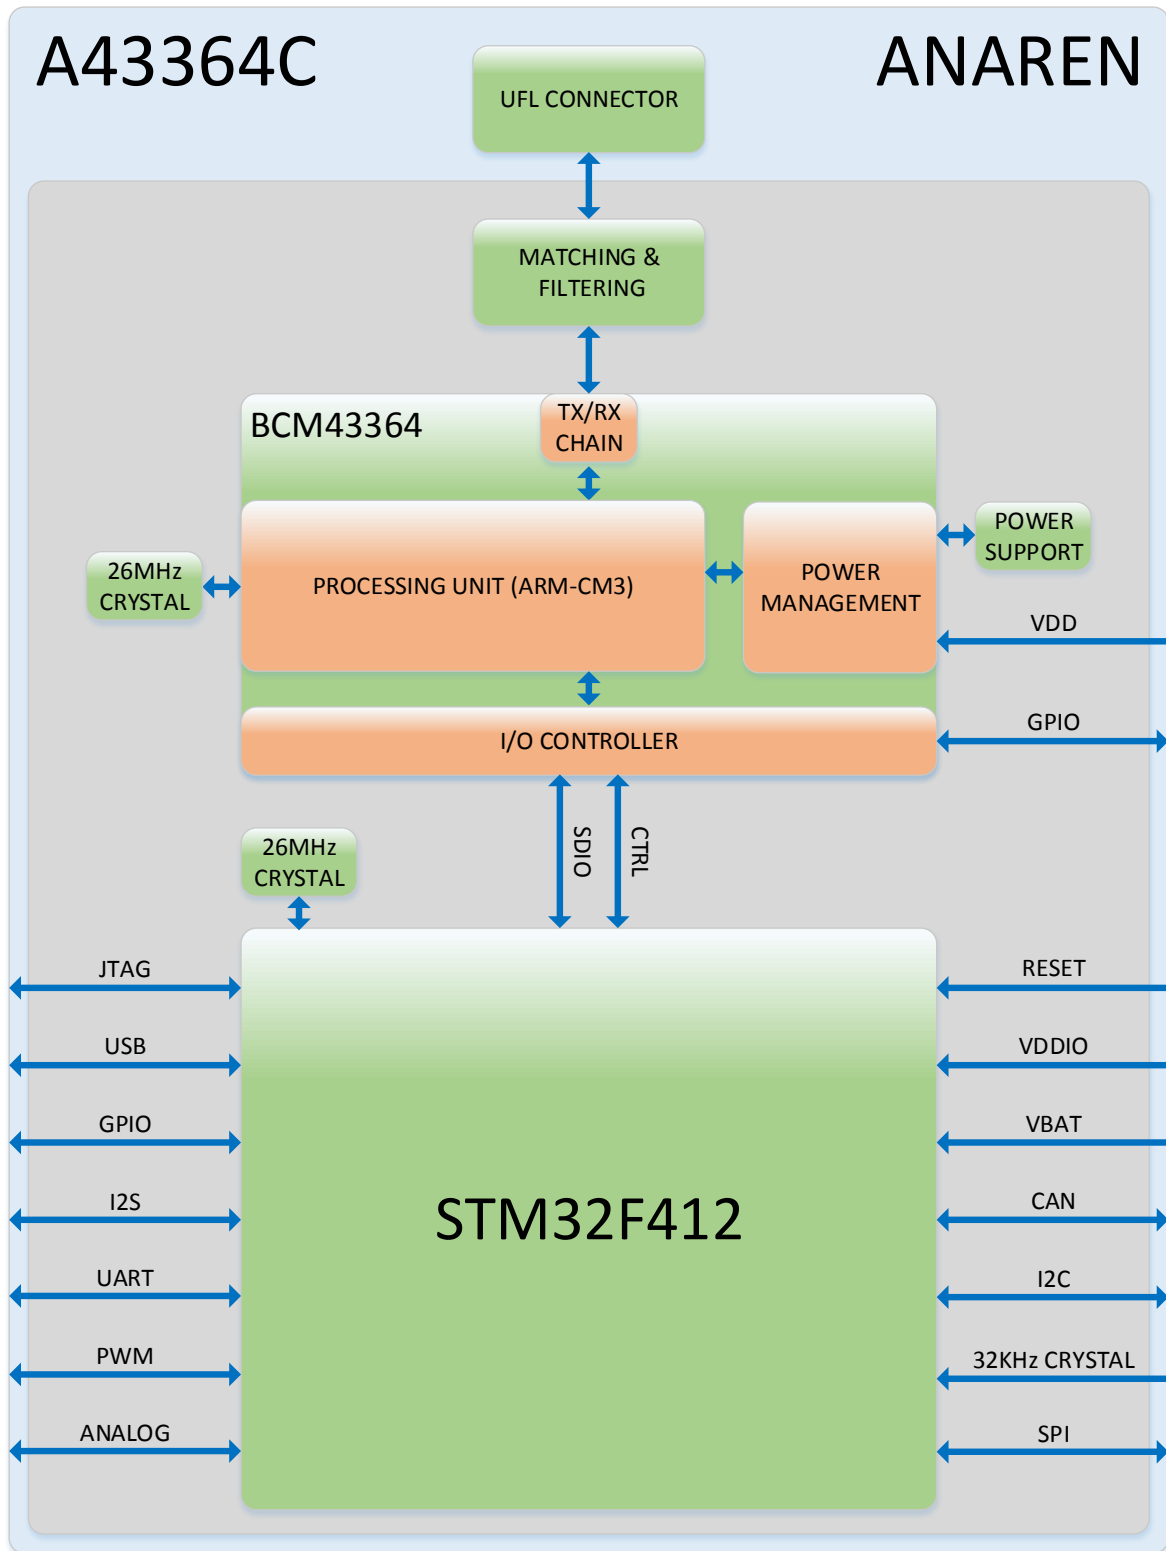 A43364C
ANAREN
UFL CONNECTOR
MATCHING &
FILTERING
BCM43364
TX/RX
CHAIN
PROCESSING UNIT (ARM-CM3)
POWER
MANAGEMENT
POWER
SUPPORT
26MHz
CRYSTAL
VDD
GPIO
I/O CONTROLLER
SDIO
CTRL
26MHz
CRYSTAL
JTAG
USB
GPIO
I2S
UART
PWM
ANALOG
STM32F412
RESET
VDDIO
VBAT
CAN
I2C
32KHz CRYSTAL
SPI